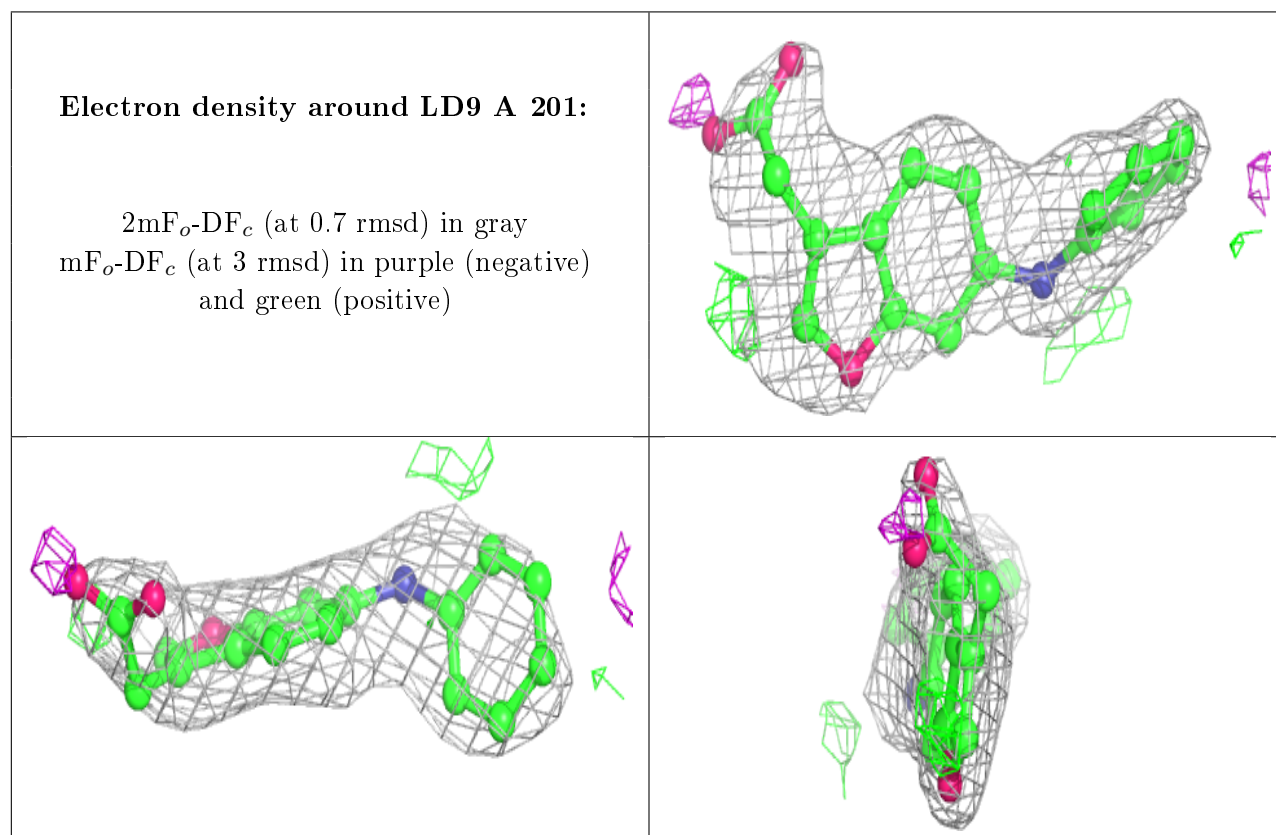 Electron density around LD9 A 201:
2mFo-DFc (at 0.7 rmsd) in gray
mFo-DFc (at 3 rmsd) in purple (negative)
and green (positive)